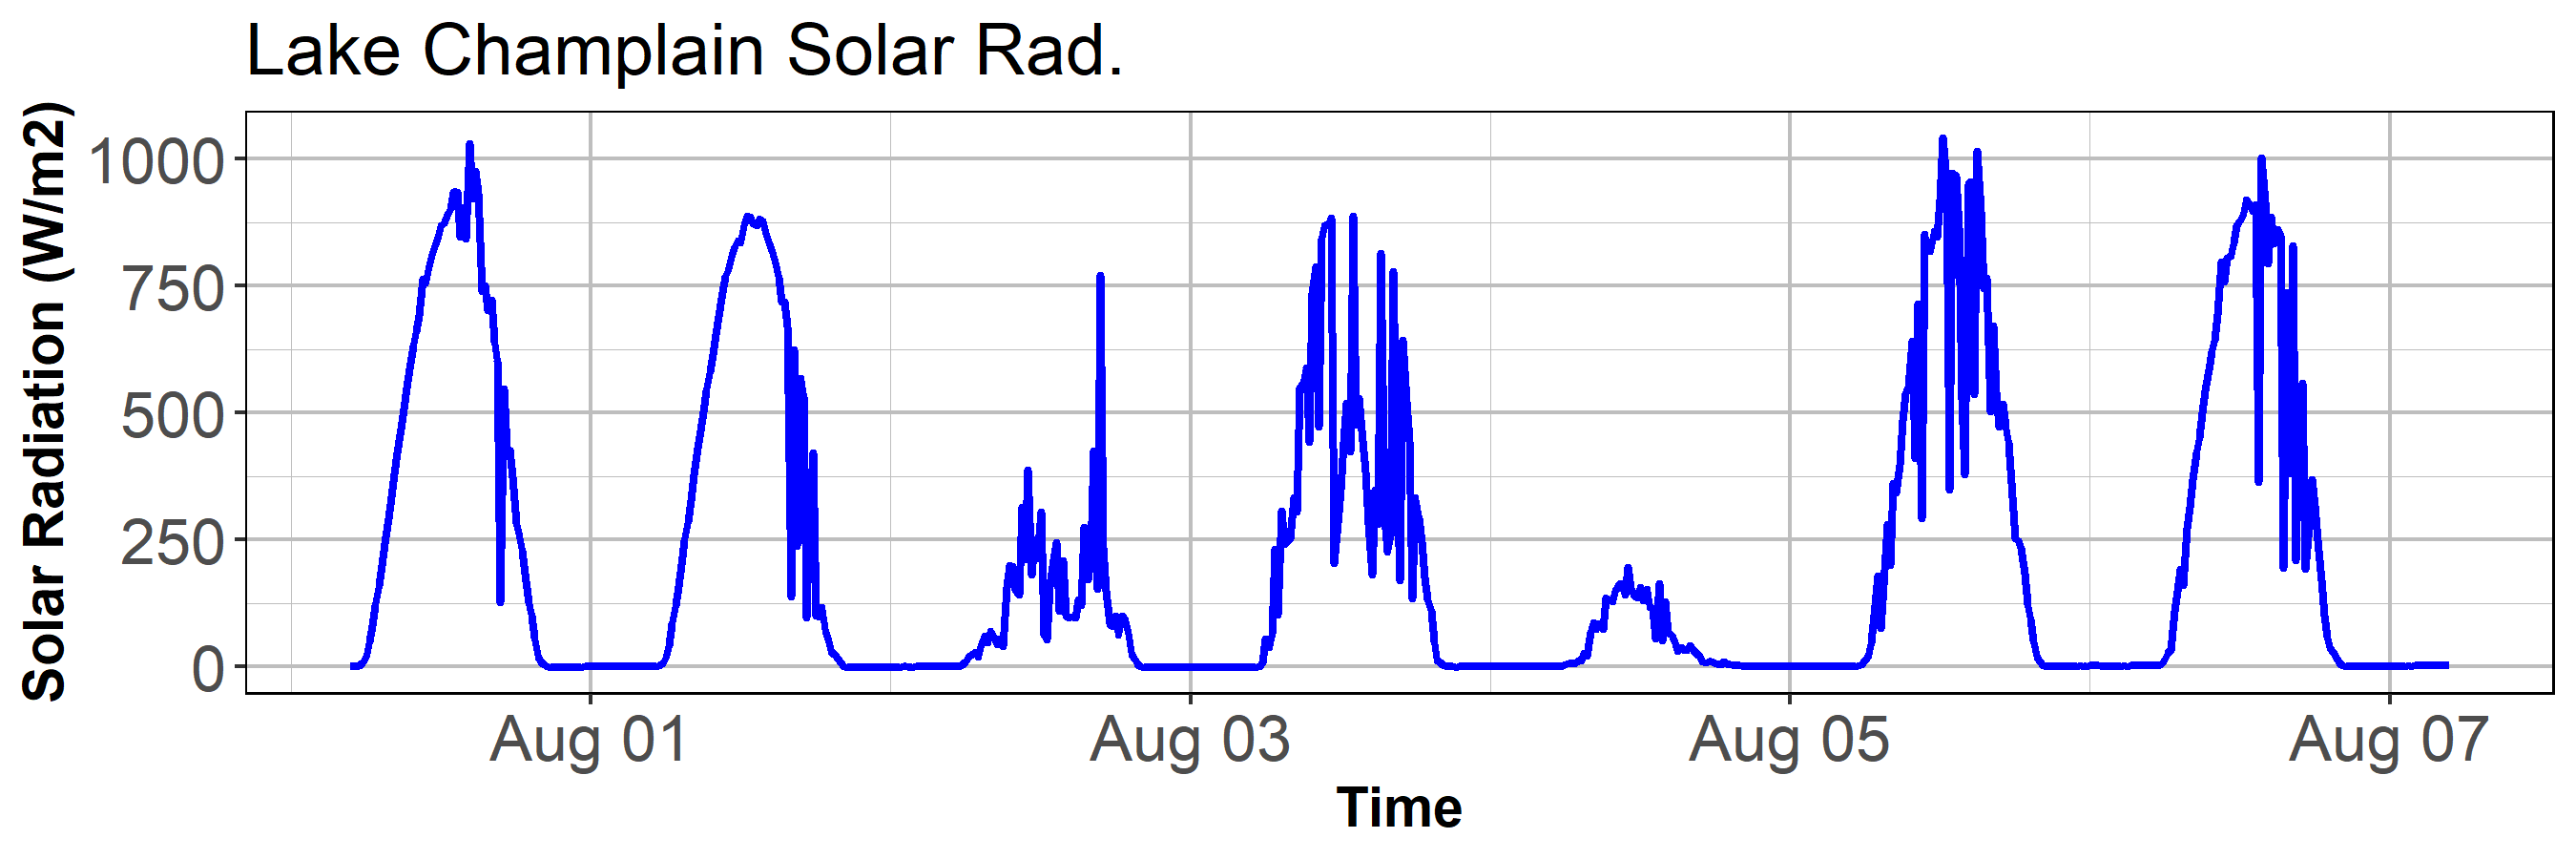 Lake Champlain Solar Rad.
Solar Radiation (W/m2)
1000
750
500
250
0
Aug 01 Aug 03 Aug 05 Aug 07
Time